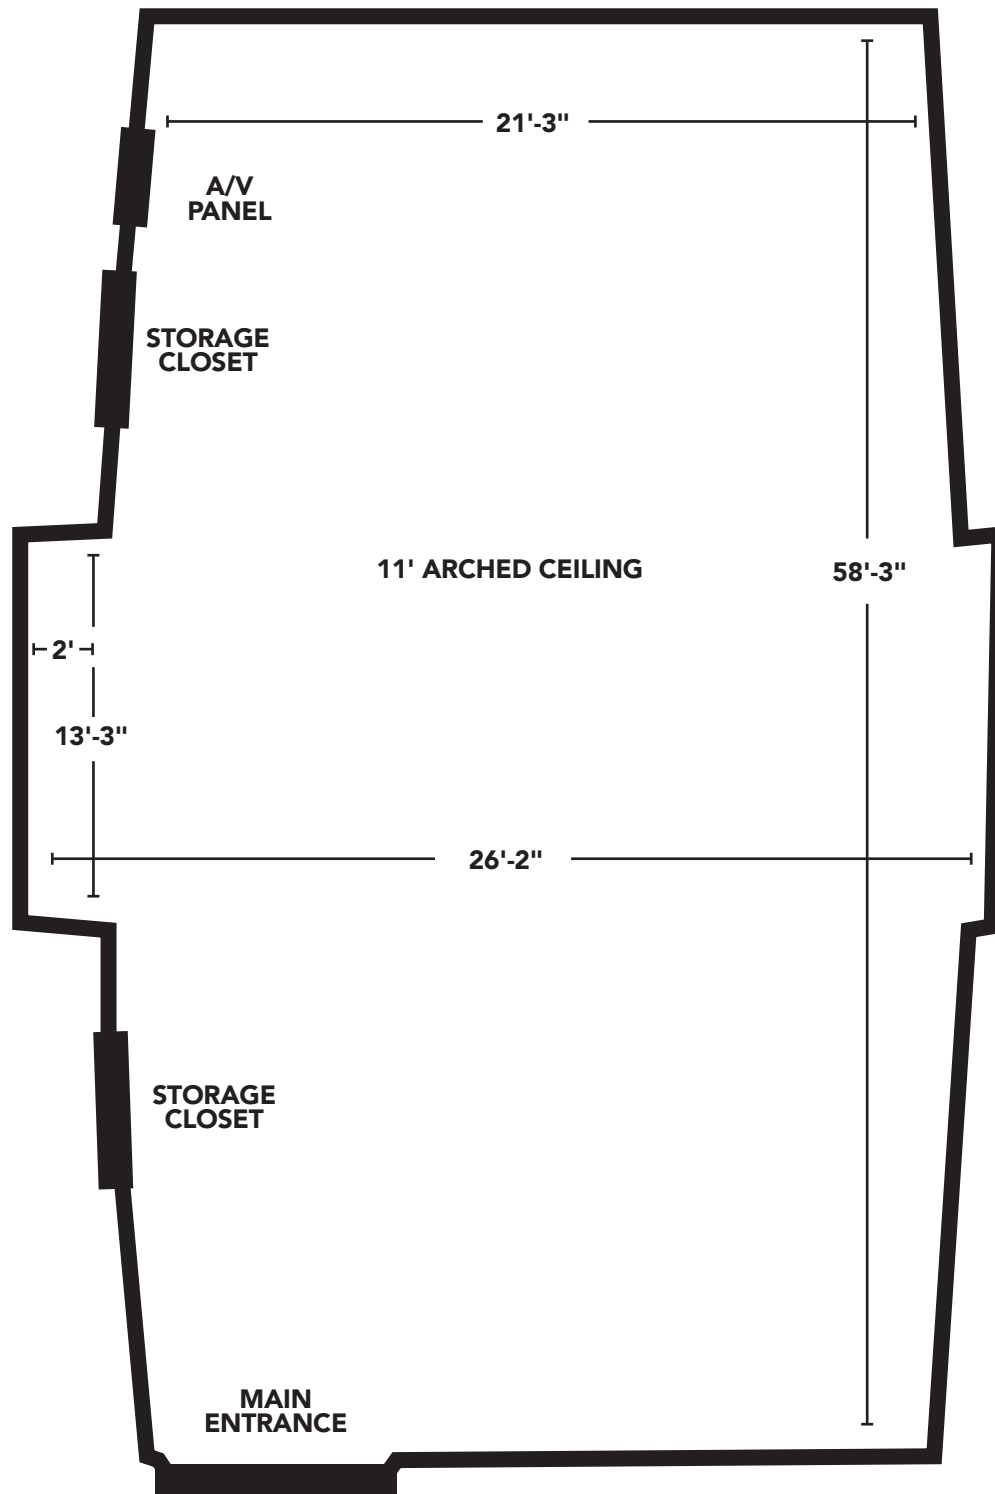 21'-3"
A/V
PANEL
STORAGE
CLOSET
11' ARCHED CEILING
58'-3"
2'
13'-3"
26'-2"
STORAGE
CLOSET
MAIN
ENTRANCE